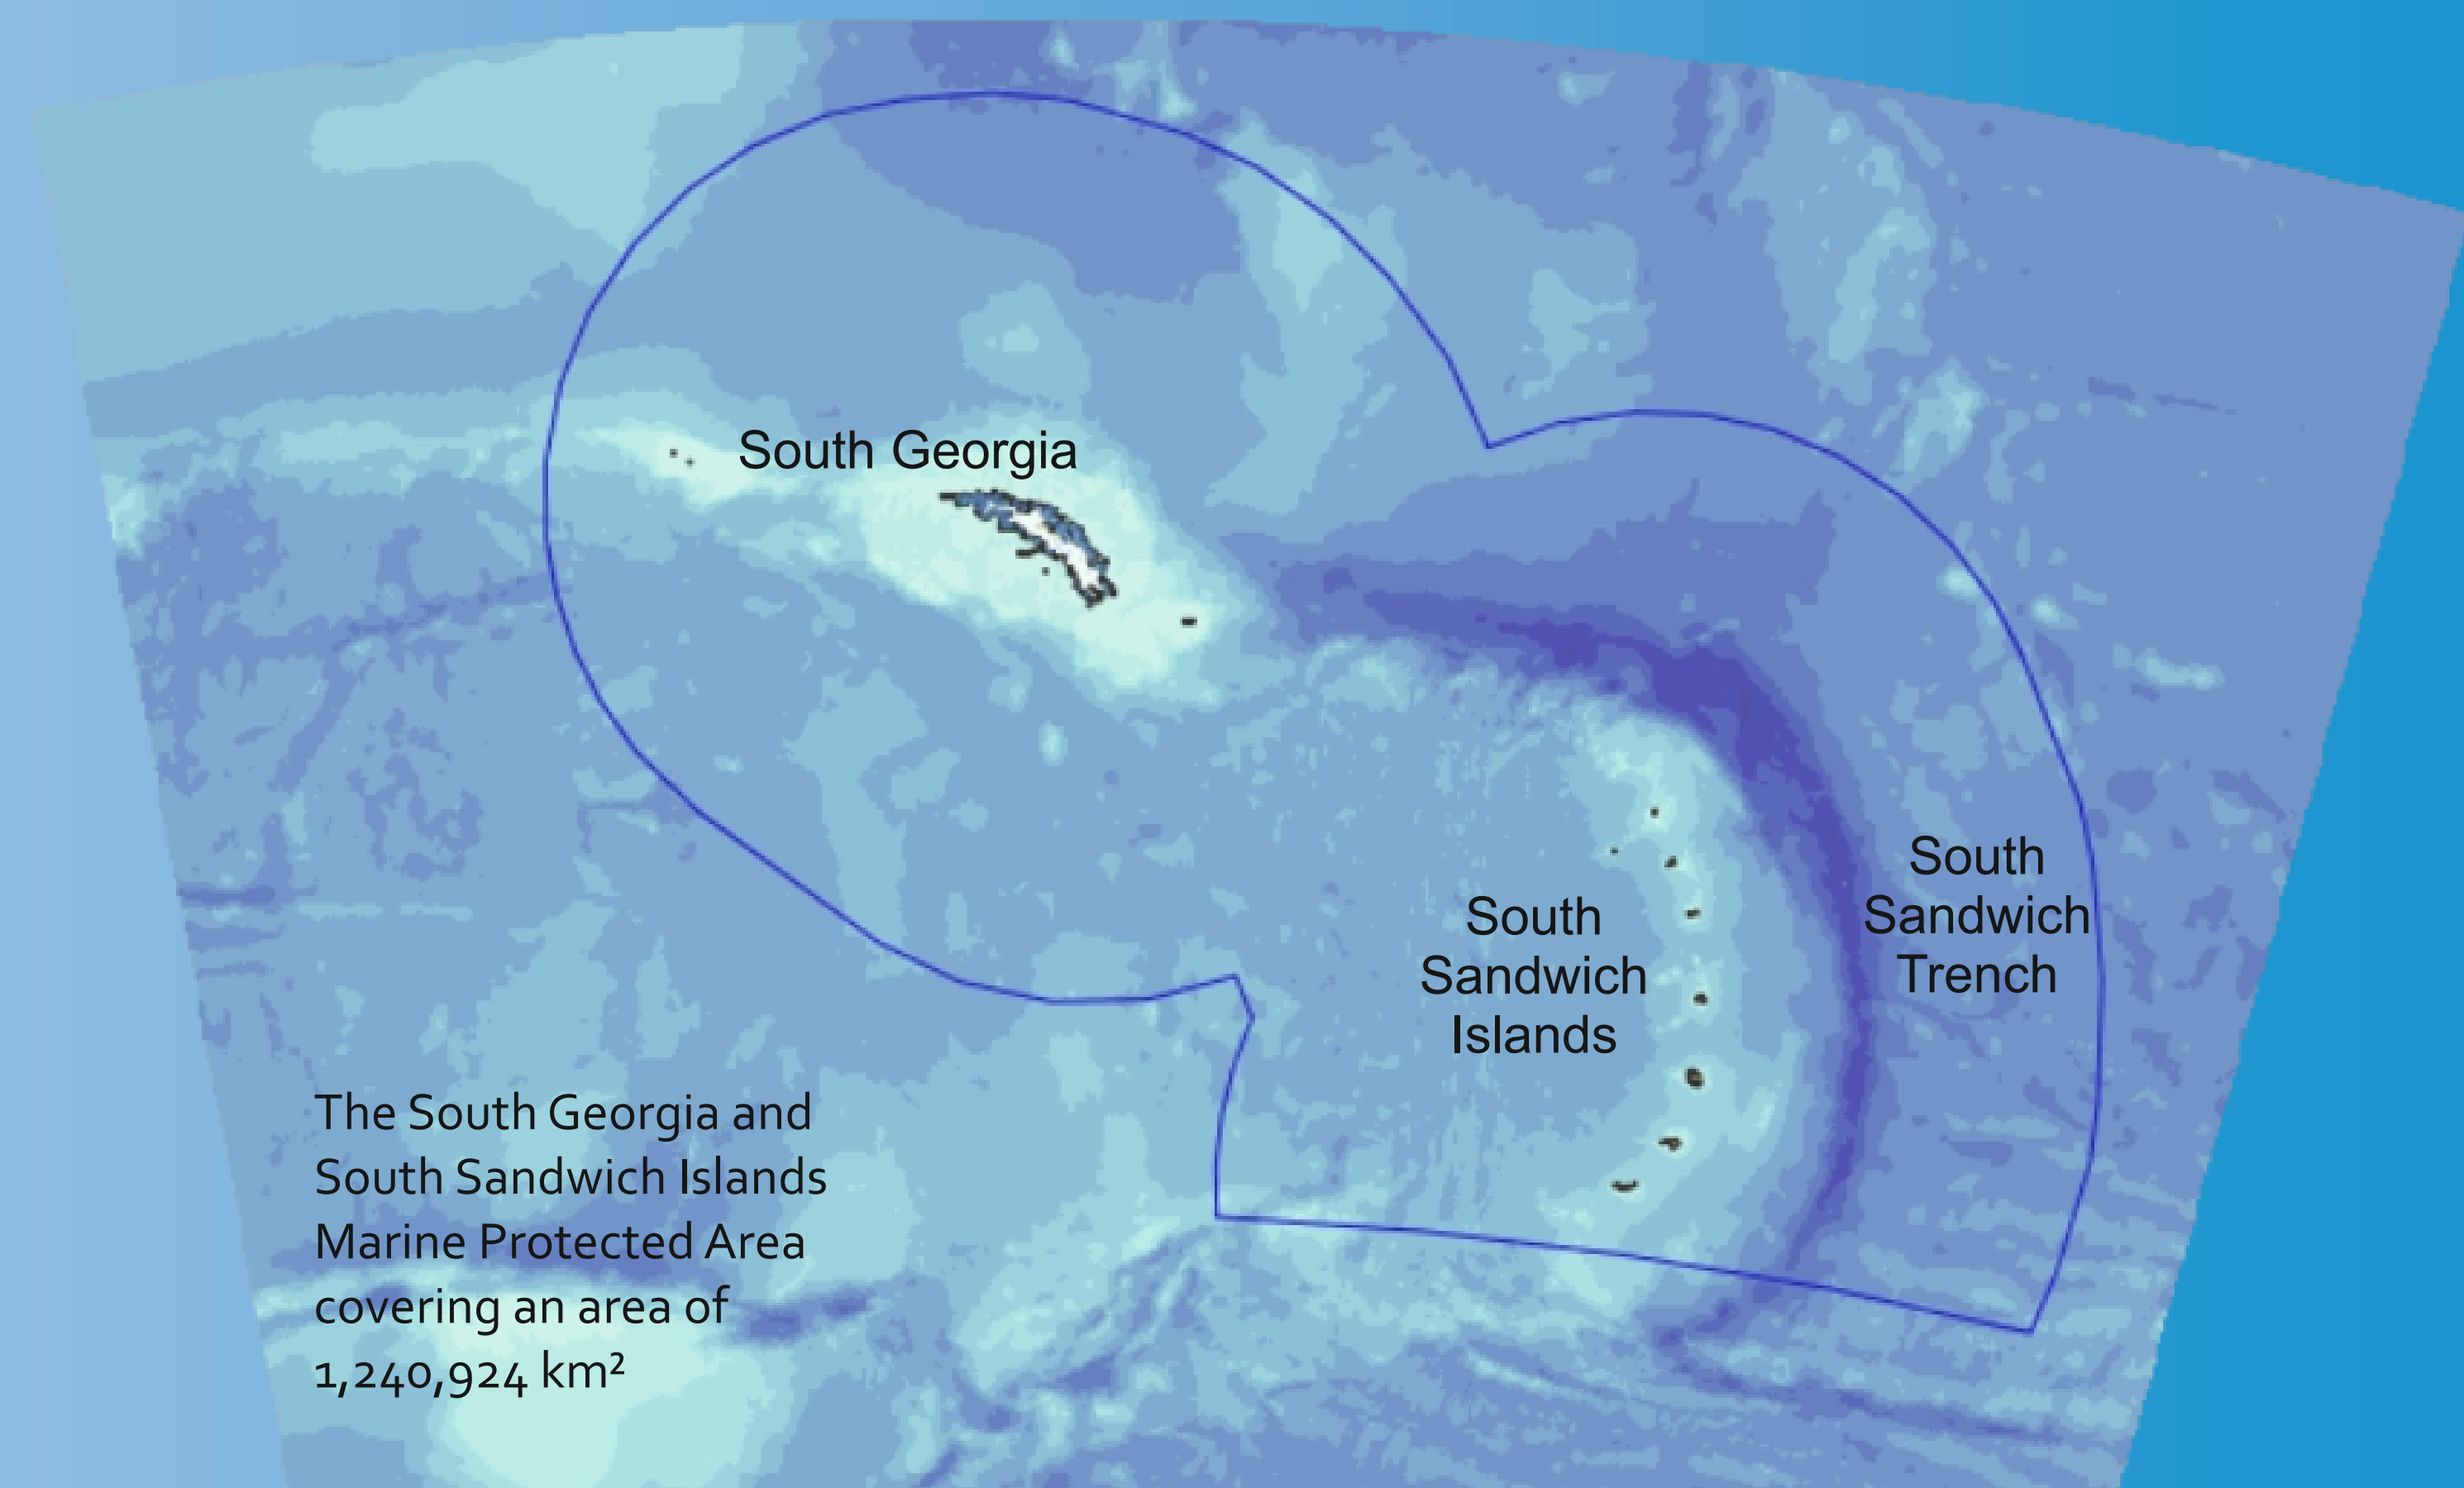 South Georgia
South
Sandwich
Islands
South
Sandwich
Trench
The South Georgia and
South Sandwich Islands
Marine Protected Area
covering an area of
1,240,924 km²